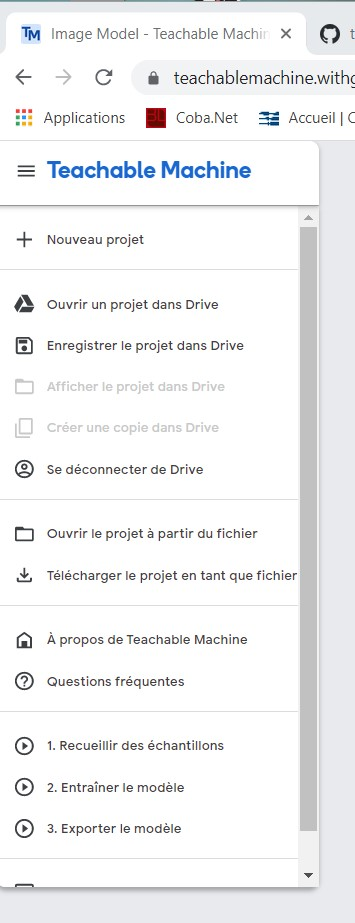 TM Image Model - Teachable Machin
teachablemachine.withg
Applications Coba.Net Accueil | C
Teachable Machine
Nouveau projet
Ouvrir un projet dans Drive
Enregistrer le projet dans Drive
Afficher le projet dans Drive
Créer une copie dans Drive
Se déconnecter de Drive
Ouvrir le projet à partir du fichier
Télécharger le projet en tant que fichier
À propos de Teachable Machine
Questions fréquentes
1. Recueillir des échantillons
2. Entraîner le modèle
3. Exporter le modèle